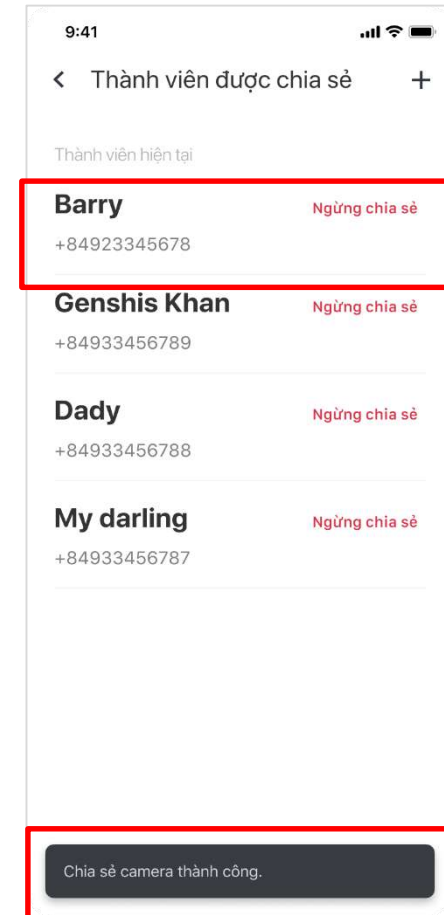 9:41
Thành viên được chia sẻ
Thành viên hiện tại
Barry
Ngừng chia sẻ
+84923345678
Genshis Khan
Ngừng chia sẻ
+84933456789
Dady
Ngừng chia sẻ
+84933456788
My darling
Ngừng chia sẻ
+84933456787
Chia sẻ camera thành công.